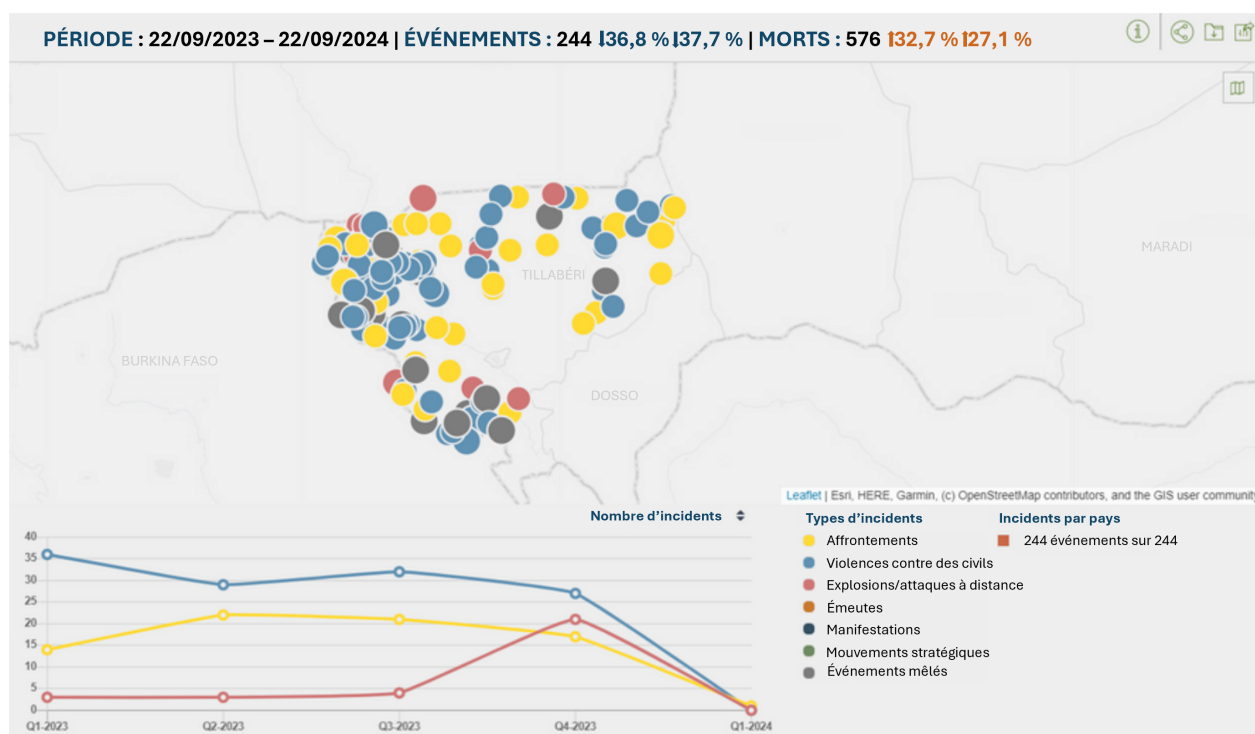 PÉRIODE : 22/09/2023 – 22/09/2024 | ÉVÉNEMENTS : 244 36,8 % 37,7 % | MORTS : 576 32,7 % 27,1 %
TILLABÉRI
MARADI
BURKINA FASO
DOSSO
Leaflet | Esri, HERE, Garmin, (c) OpenStreetMap contributors, and the GIS user community
Nombre d’incidents
40
35
30
25
20
15
10
5
0
Q1-2023 Q2-2023 Q3-2023 Q4-2023 Q1-2024
Types d’incidents
Affrontements
Violences contre des civils
Explosions/attaques à distance
Émeutes
Manifestations
Mouvements stratégiques
Événements mêlés
Incidents par pays
244 événements sur 244